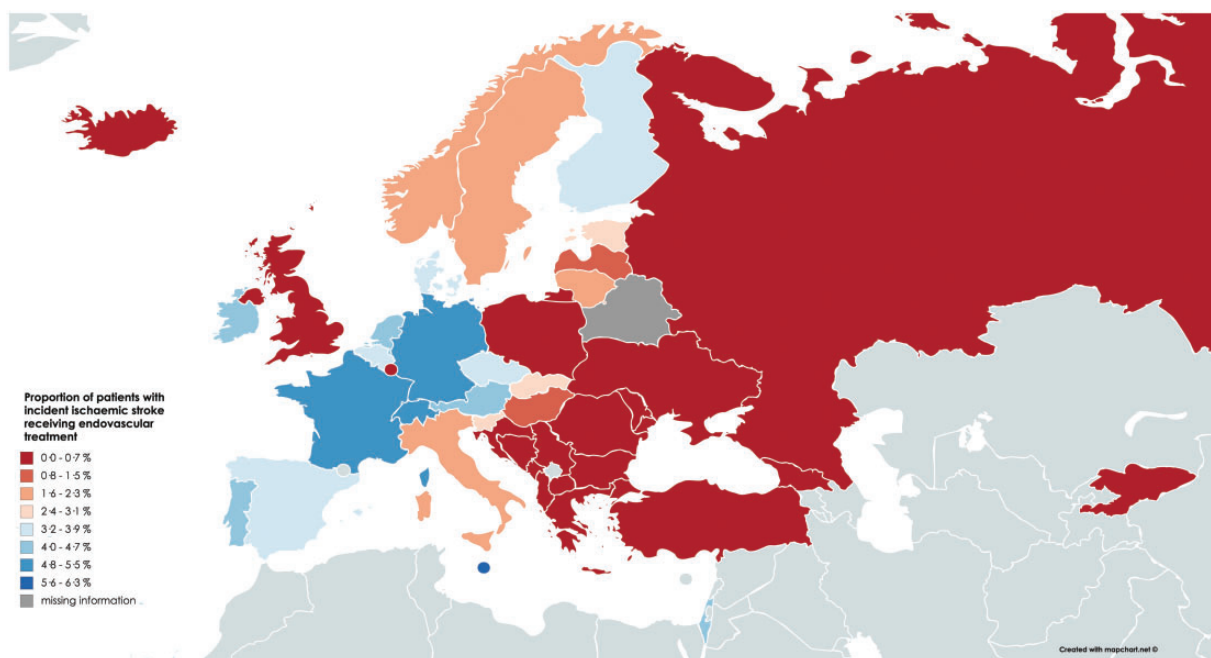 Proportion of patients with
incident ischaemic stroke
receiving endovascular
treatment
0·0 - 0·7 %
0·8 - 1·5 %
1·6 - 2·3 %
2·4 - 3·1 %
3·2 - 3·9 %
4·0 - 4·7 %
4·8 - 5·5 %
5·6 - 6·3 %
missing information
Created with mapchart.net ©